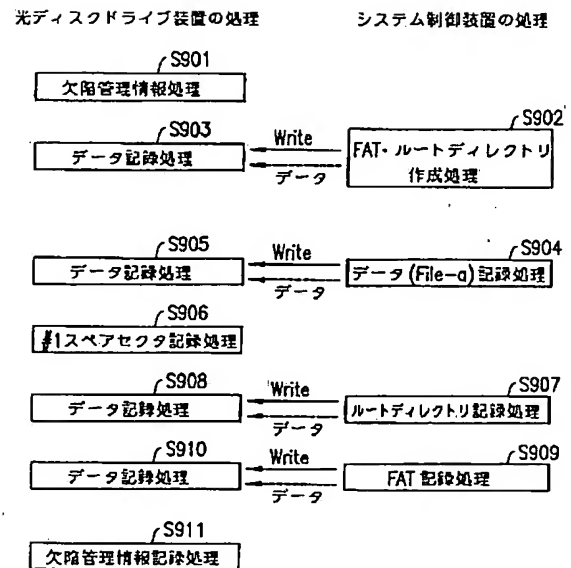 光ディスクドライブ装置の処理
システム制御装置の処理
S901
欠陥管理情報処理
S902
FAT・ルートディレクトリ
作成処理
S903
データ記録処理
Write
データ
S904
データ(File-a)記録処理
S905
データ記録処理
Write
データ
S906
#1スペアセクタ記録処理
S907
ルートディレクトリ記録処理
S908
データ記録処理
Write
データ
S909
FAT記録処理
S910
データ記録処理
Write
データ
S911
欠陥管理情報記録処理